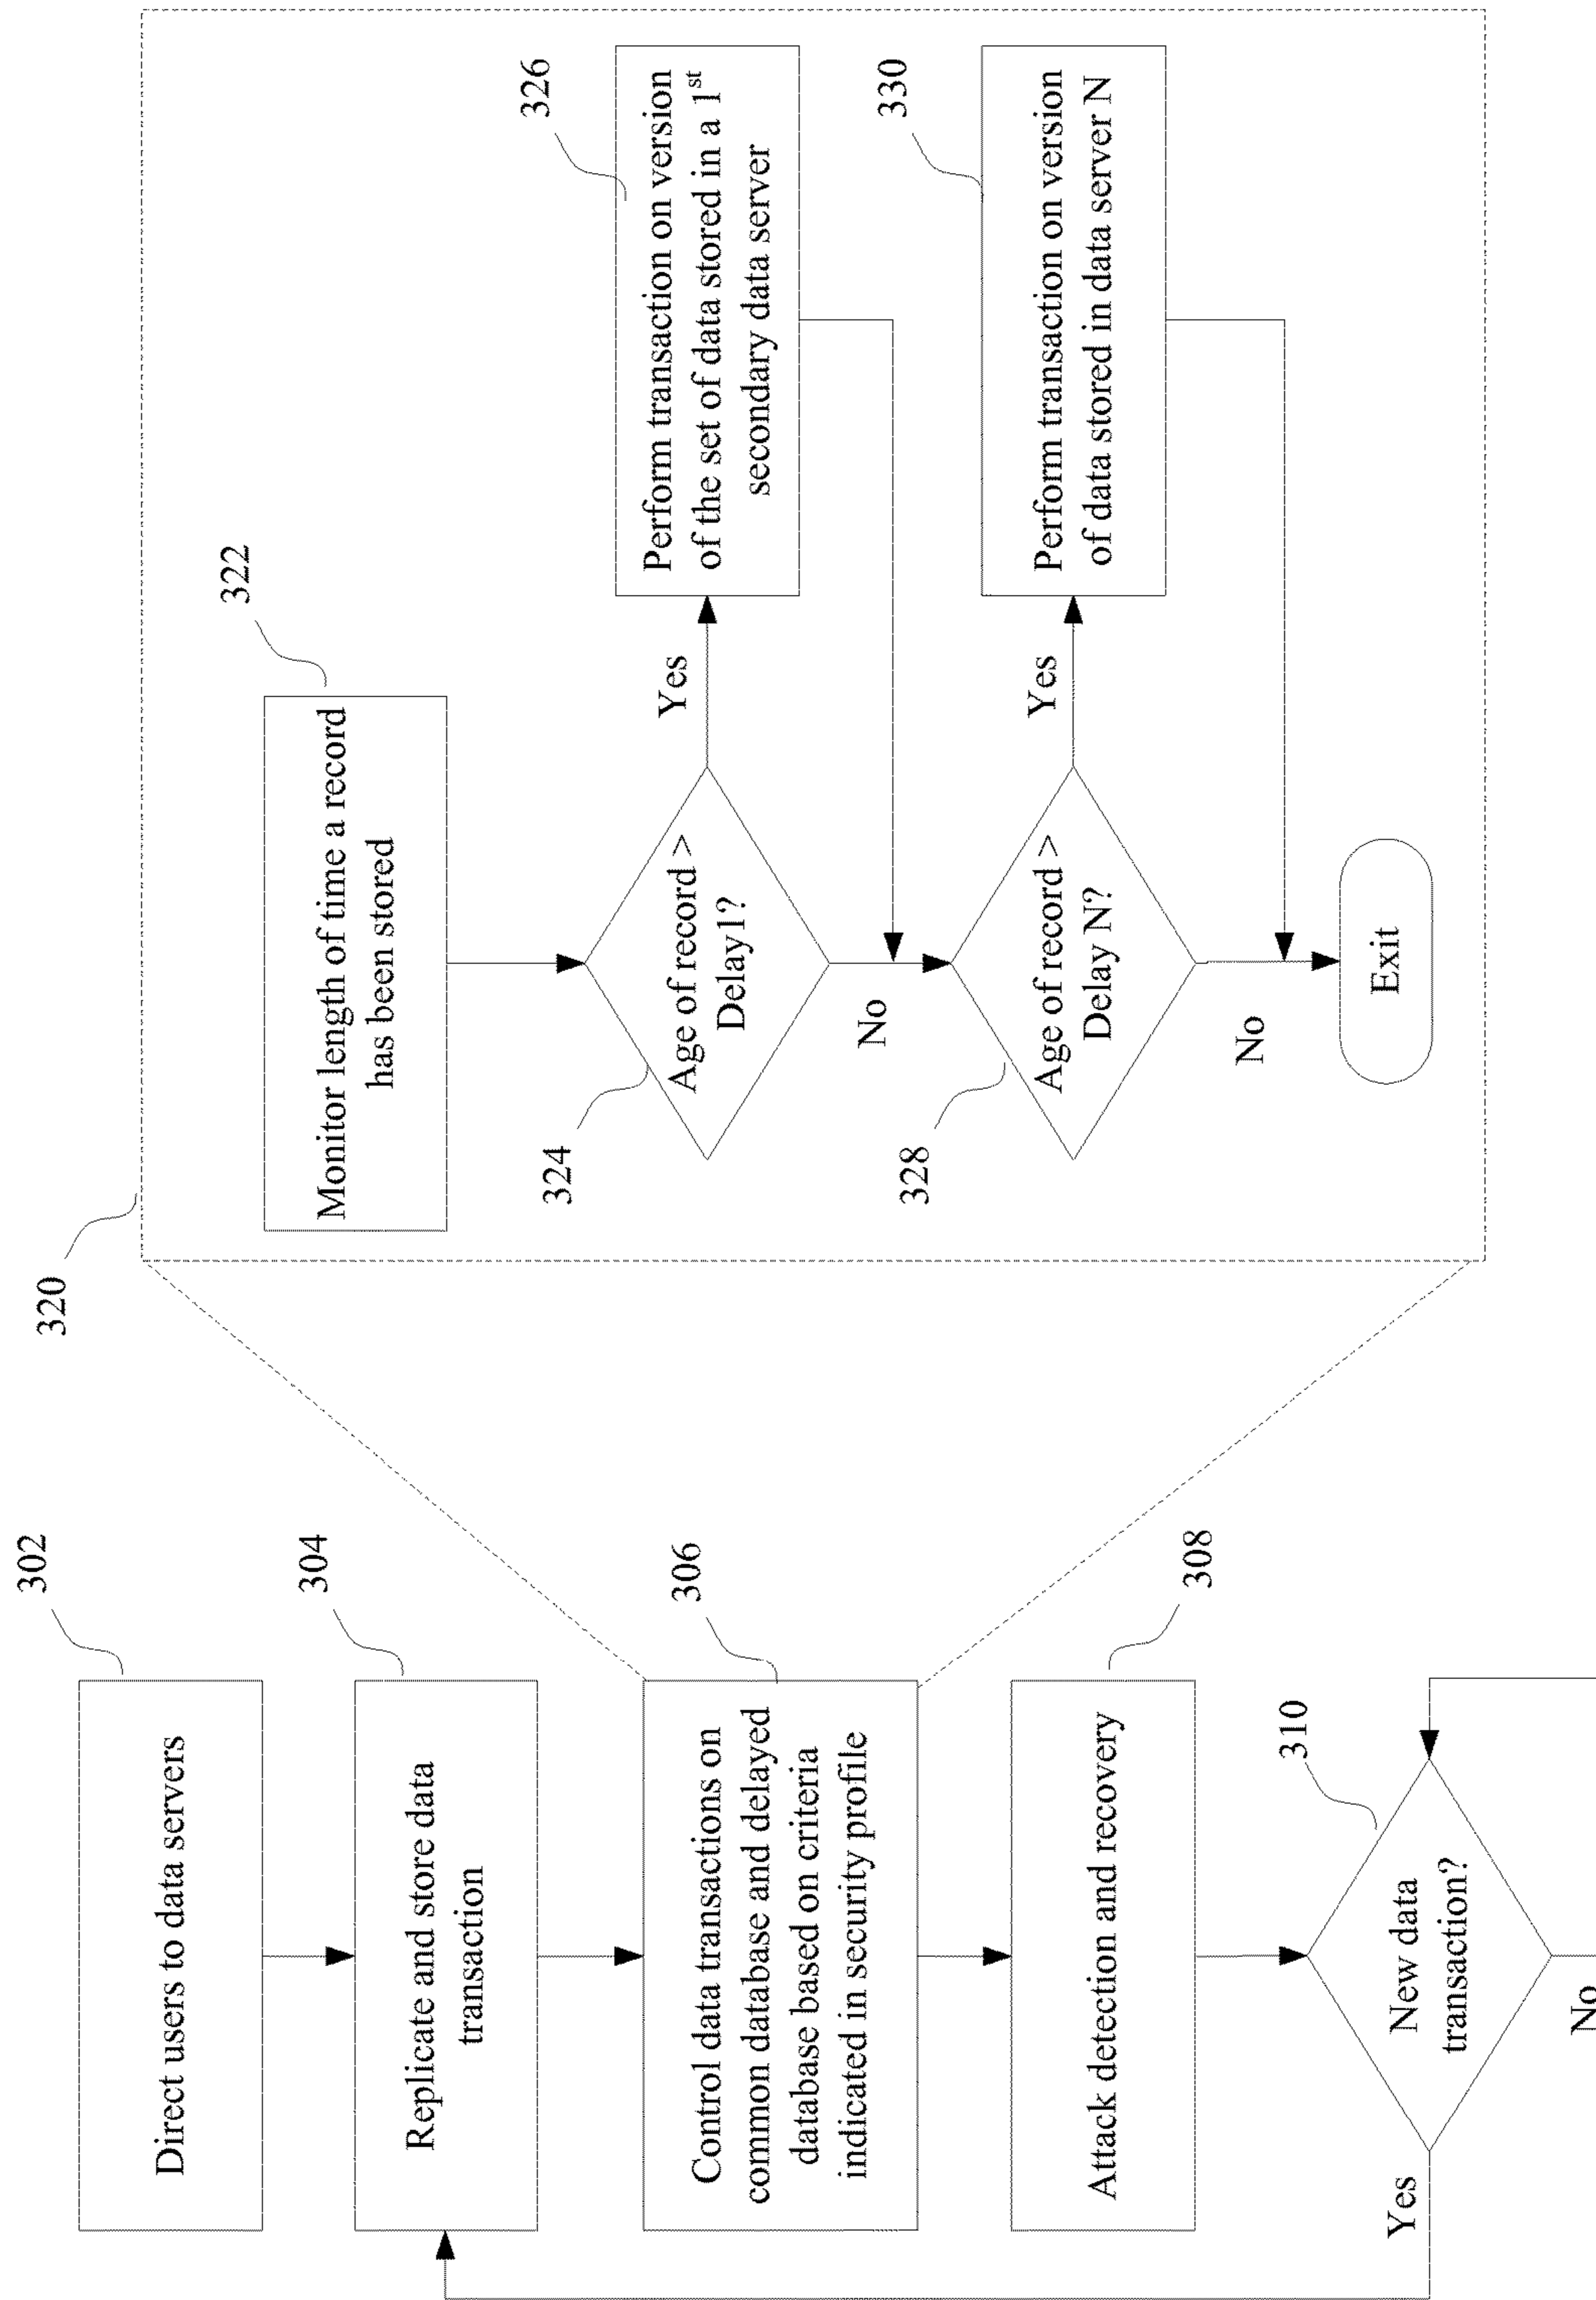 302
Direct users to data servers
304
Replicate and store data
transaction
306
Control data transactions on
common database and delayed
database based on criteria
indicated in security profile
308
Attack detection and recovery
310
New data
transaction?
Yes
No
320
322
Monitor length of time a record
has been stored
324
Age of record >
Delay1?
Yes
No
326
Perform transaction on version
of the set of data stored in a 1st
secondary data server
328
Age of record >
Delay N?
Yes
No
330
Perform transaction on version
of data stored in data server N
Exit